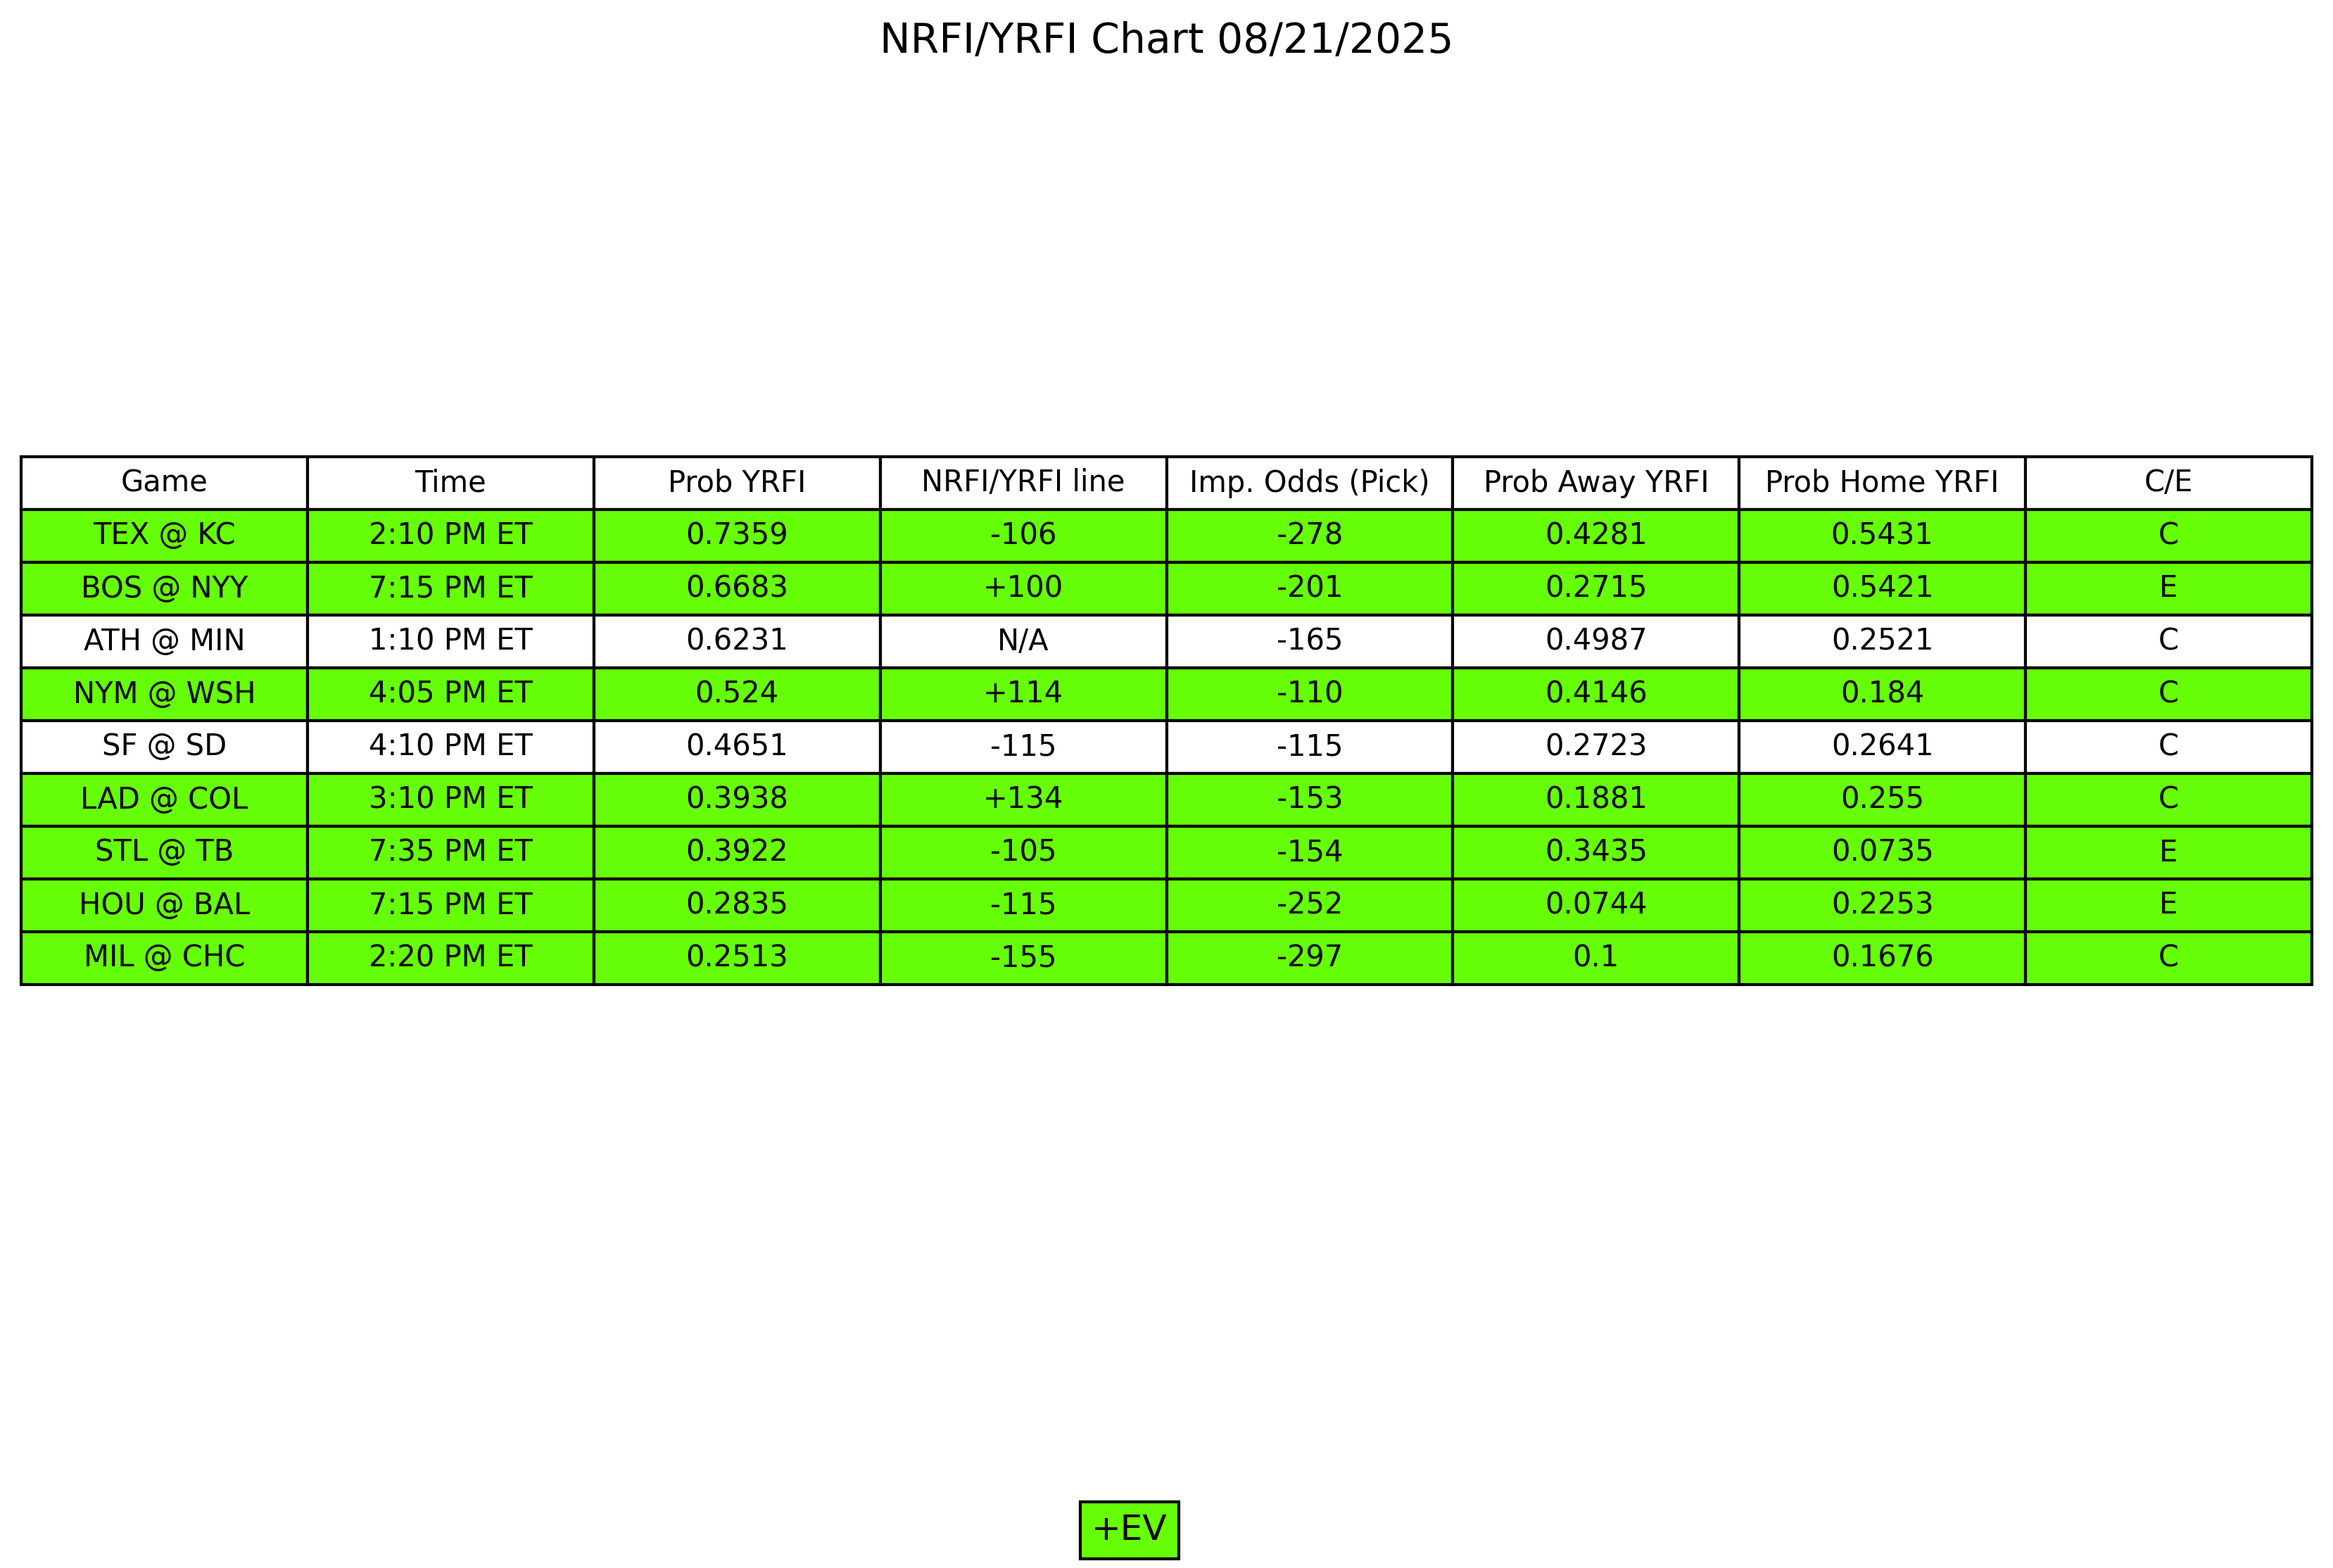 NRFI/YRFI Chart 08/21/2025
Game Time Prob YRFI NRFI/YRFI line Imp. Odds (Pick) Prob Away YRFI Prob Home YRFI C/E
TEX @ KC 2:10 PM ET 0.7359 -106 -278 0.4281 0.5431 C
BOS @ NYY 7:15 PM ET 0.6683 +100 -201 0.2715 0.5421 E
ATH @ MIN 1:10 PM ET 0.6231 N/A -165 0.4987 0.2521 C
NYM @ WSH 4:05 PM ET 0.524 +114 -110 0.4146 0.184 C
SF @ SD 4:10 PM ET 0.4651 -115 -115 0.2723 0.2641 C
LAD @ COL 3:10 PM ET 0.3938 +134 -153 0.1881 0.255 C
STL @ TB 7:35 PM ET 0.3922 -105 -154 0.3435 0.0735 E
HOU @ BAL 7:15 PM ET 0.2835 -115 -252 0.0744 0.2253 E
MIL @ CHC 2:20 PM ET 0.2513 -155 -297 0.1 0.1676 C
+EV